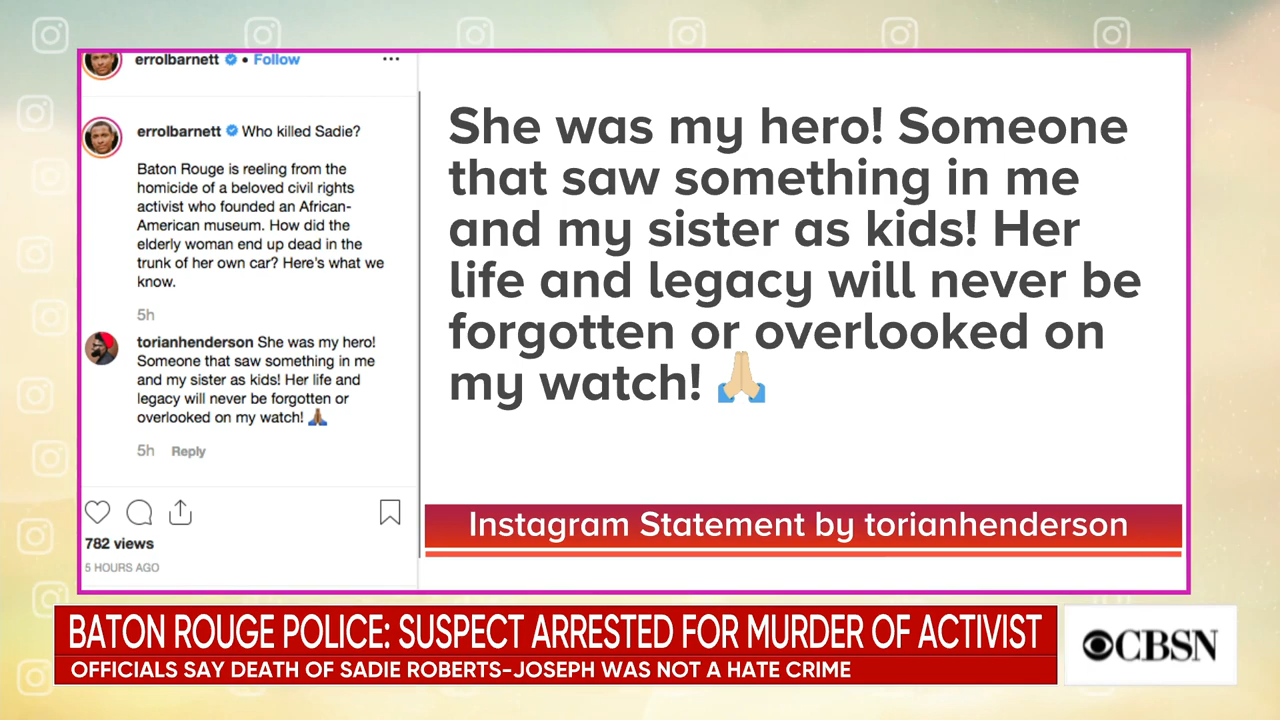 errolbarnett • Follow ...
errolbarnett Who killed Sadie?
Baton Rouge is reeling from the
homicide of a beloved civil rights
activist who founded an African-
American museum. How did the
elderly woman end up dead in the
trunk of her own car? Here's what we
know.
5h
torianhenderson She was my hero!
Someone that saw something in me
and my sister as kids! Her life and
legacy will never be forgotten or
overlooked on my watch! 🙏🏾
5h Reply
782 views
5 HOURS AGO
She was my hero! Someone
that saw something in me
and my sister as kids! Her
life and legacy will never be
forgotten or overlooked on
my watch! 🙏🏼
Instagram Statement by torianhenderson
BATON ROUGE POLICE: SUSPECT ARRESTED FOR MURDER OF ACTIVIST
OFFICIALS SAY DEATH OF SADIE ROBERTS-JOSEPH WAS NOT A HATE CRIME
CBSN